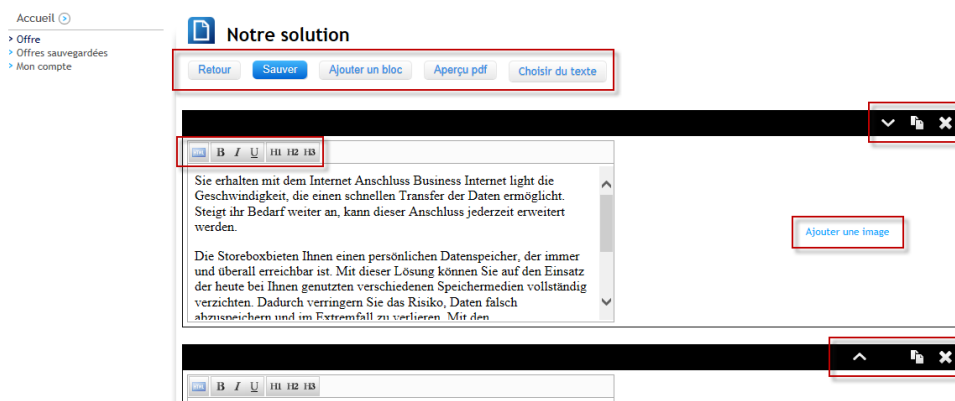 Accueil
Offre
Offres sauvegardées
Mon compte
Notre solution
Retour Sauver Ajouter un bloc Aperçu pdf Choisir du texte
B I U H1 H2 H3
Sie erhalten mit dem Internet Anschluss Business Internet light die
Geschwindigkeit, die einen schnellen Transfer der Daten ermöglicht.
Steigt ihr Bedarf weiter an, kann dieser Anschluss jederzeit erweitert
werden.
Die Storeboxbieten Ihnen einen persönlichen Datenspeicher, der immer
und überall erreichbar ist. Mit dieser Lösung können Sie auf den Einsatz
der heute bei Ihnen genutzten verschiedenen Speichermedien vollständig
verzichten. Dadurch verringern Sie das Risiko, Daten falsch
abzuspeichern und im Extremfall zu verlieren. Mit den
Ajouter une image
B I U H1 H2 H3